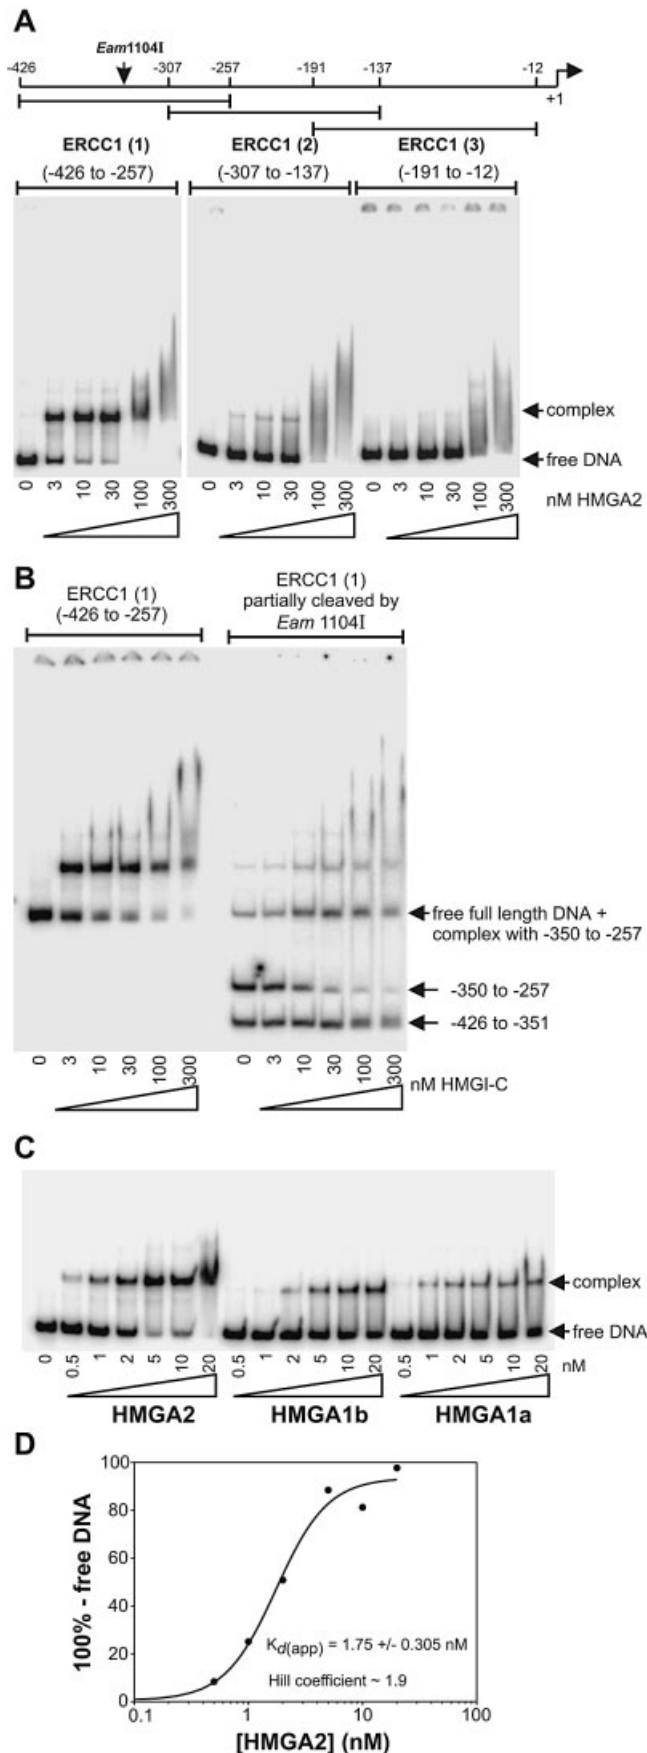 A
Eam1104I
-426 -307 -257 -191 -137 -12
+1
ERCC1 (1) ERCC1 (2) ERCC1 (3)
(-426 to -257) (-307 to -137) (-191 to -12)
complex
free DNA
0 3 10 30 100 300 0 3 10 30 100 300 0 3 10 30 100 300 nM HMGA2
B
ERCC1 (1)
(-426 to -257)
ERCC1 (1)
partially cleaved by
Eam 1104I
free full length DNA +
complex with -350 to -257
-350 to -257
-426 to -351
0 3 10 30 100 300 0 3 10 30 100 300 nM HMGI-C
C
complex
free DNA
0 0.5 1 2 5 10 20 0.5 1 2 5 10 20 0.5 1 2 5 10 20 nM
HMGA2 HMGA1b HMGA1a
D
100% - free DNA
100
80
60
40
20
0
Kd(app) = 1.75 +/- 0.305 nM
Hill coefficient ~ 1.9
0.1 1 10 100
[HMGA2] (nM)